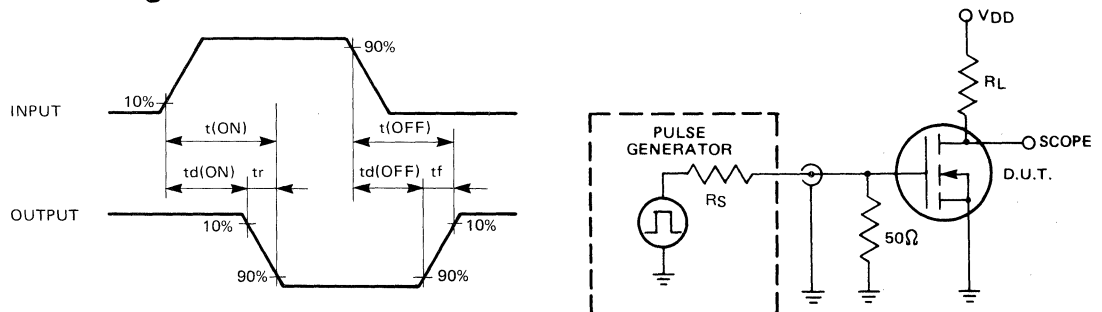 INPUT
10%
90%
t(ON)
t(OFF)
td(ON)
tr
td(OFF)
tf
OUTPUT
10%
90%
10%
90%
PULSE
GENERATOR
RS
50Ω
VDD
RL
SCOPE
D.U.T.